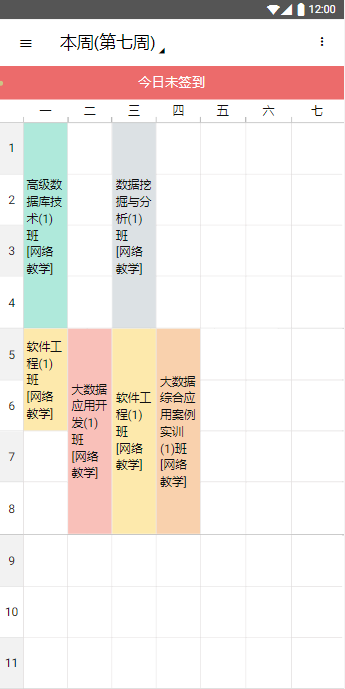 12:00
本周(第七周)
今日未签到
一 二 三 四 五 六 七
1
2
3
4
5
6
7
8
9
10
11
高级数
据库技
术(1)
班
[网络
教学]
软件工
程(1)
班
[网络
教学]
大数据
应用开
发(1)
班
[网络
教学]
数据挖
掘与分
析(1)
班
[网络
教学]
软件工
程(1)
班
[网络
教学]
大数据
综合应
用案例
实训
(1)班
[网络
教学]